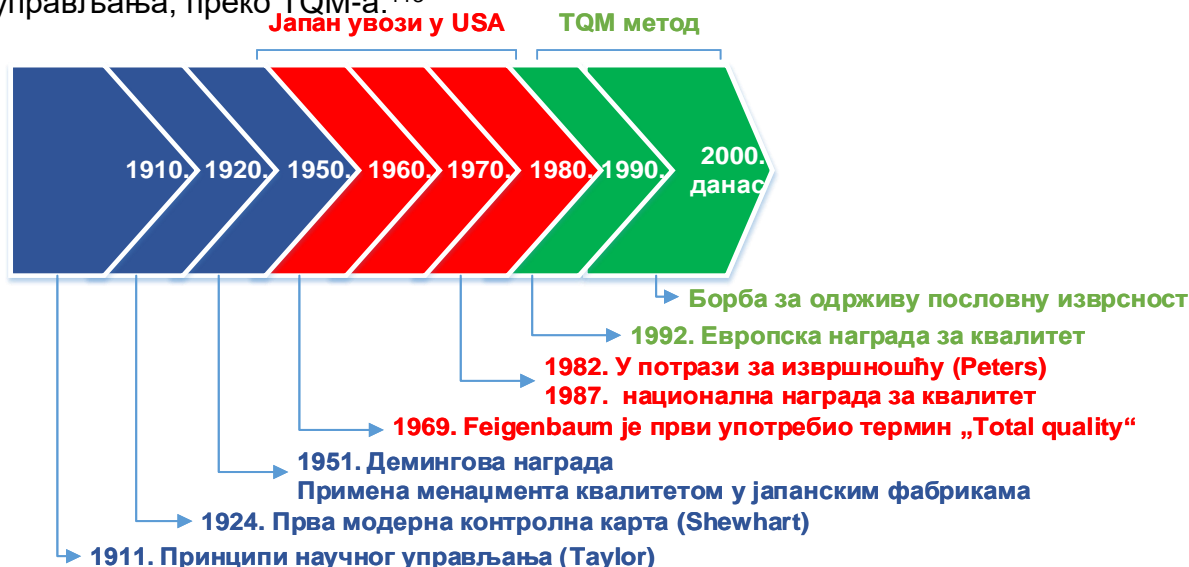 управљања, преко TQM-а.
Јапан увози у USA
TQM метод
1910.
1920.
1950.
1960.
1970.
1980.
1990.
2000.
данас
Борба за одрживу пословну изврсност
1992. Европска награда за квалитет
1982. У потрази за извршношћу (Peters)
1987. национална награда за квалитет
1969. Feigenbaum је први употребио термин „Total quality“
1951. Демингова награда
Примена менаџмента квалитетом у јапанским фабрикама
1924. Прва модерна контролна карта (Shewhart)
1911. Принципи научног управљања (Taylor)